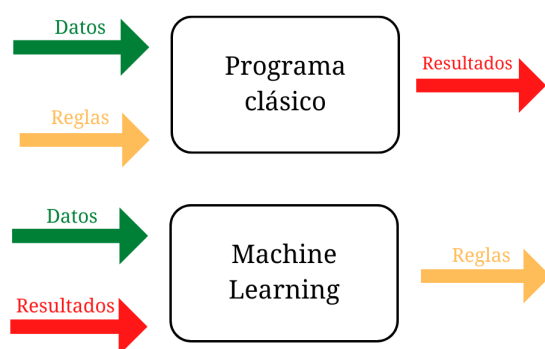 Datos
Reglas
Programa
clásico
Resultados
Datos
Resultados
Machine
Learning
Reglas